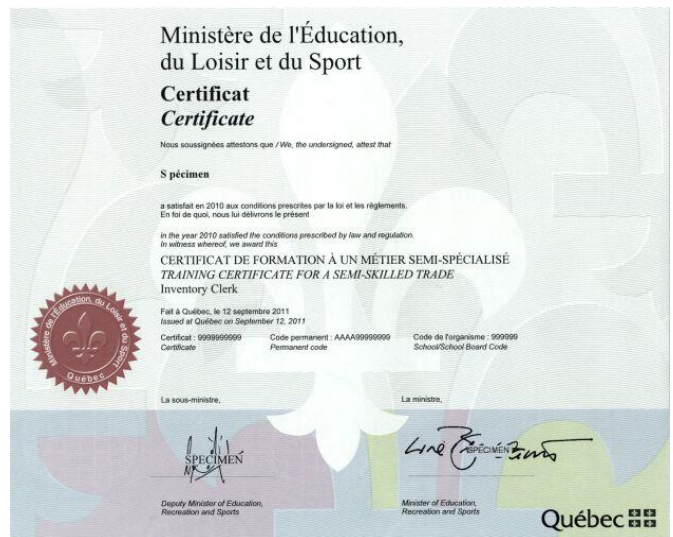 Ministère de l'Éducation,
du Loisir et du Sport
Certificat
Certificate
Nous soussignées attestons que / We, the undersigned, attest that
S pécimen
a satisfait en 2010 aux conditions prescrites par la loi et les règlements.
En foi de quoi, nous lui délivrons le présent
in the year 2010 satisfied the conditions prescribed by law and regulation.
In witness whereof, we award this
CERTIFICAT DE FORMATION À UN MÉTIER SEMI-SPÉCIALISÉ
TRAINING CERTIFICATE FOR A SEMI-SKILLED TRADE
Inventory Clerk
Fait à Québec, le 12 septembre 2011
Issued at Québec on September 12, 2011
Certificat : 9999999999 Code permanent : AAAA99999999 Code de l'organisme : 999999
Certificate Permanent code School/School Board Code
Ministère de l'Éducation, du Loisir et du Sport
Québec
La sous-ministre, La ministre,
SPÉCIMEN SPÉCIMEN
Deputy Minister of Education, Minister of Education,
Recreation and Sports Recreation and Sports
Québec